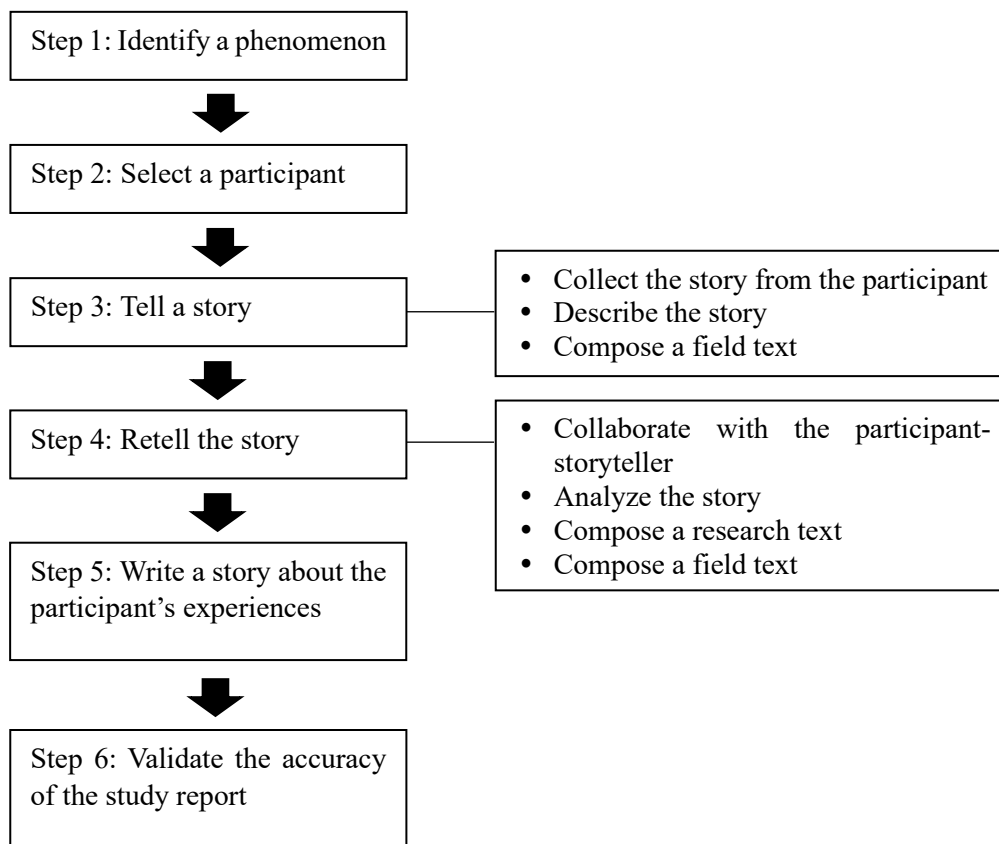 Step 1: Identify a phenomenon
Step 2: Select a participant
Step 3: Tell a story
• Collect the story from the participant
• Describe the story
• Compose a field text
Step 4: Retell the story
• Collaborate with the participant-
storyteller
• Analyze the story
• Compose a research text
• Compose a field text
Step 5: Write a story about the
participant’s experiences
Step 6: Validate the accuracy
of the study report